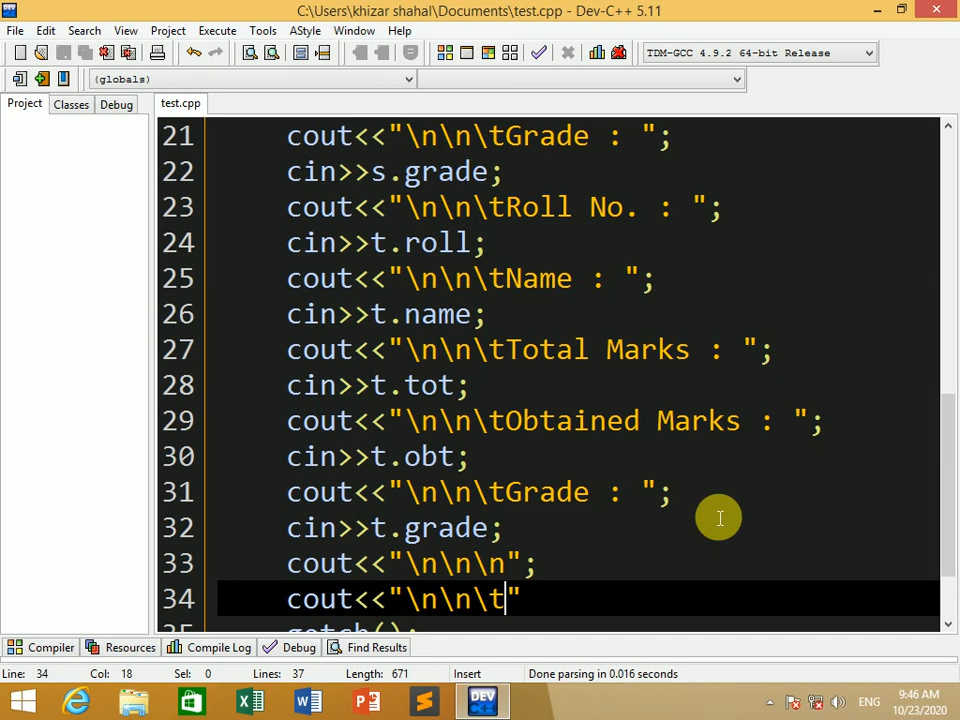 C:\Users\khizar shahal\Documents\test.cpp - Dev-C++ 5.11
File Edit Search View Project Execute Tools AStyle Window Help
TDM-GCC 4.9.2 64-bit Release
(globals)
Project Classes Debug test.cpp
21 cout<<"\n\n\tGrade : ";
22 cin>>s.grade;
23 cout<<"\n\n\tRoll No. : ";
24 cin>>t.roll;
25 cout<<"\n\n\tName : ";
26 cin>>t.name;
27 cout<<"\n\n\tTotal Marks : ";
28 cin>>t.tot;
29 cout<<"\n\n\tObtained Marks : ";
30 cin>>t.obt;
31 cout<<"\n\n\tGrade : ";
32 cin>>t.grade;
33 cout<<"\n\n\n";
34 cout<<"\n\n\t"
35 getch();
Compiler Resources Compile Log Debug Find Results
Line: 34 Col: 18 Sel: 0 Lines: 37 Length: 671 Insert Done parsing in 0.016 seconds
DEV
ENG
9:46 AM
10/23/2020